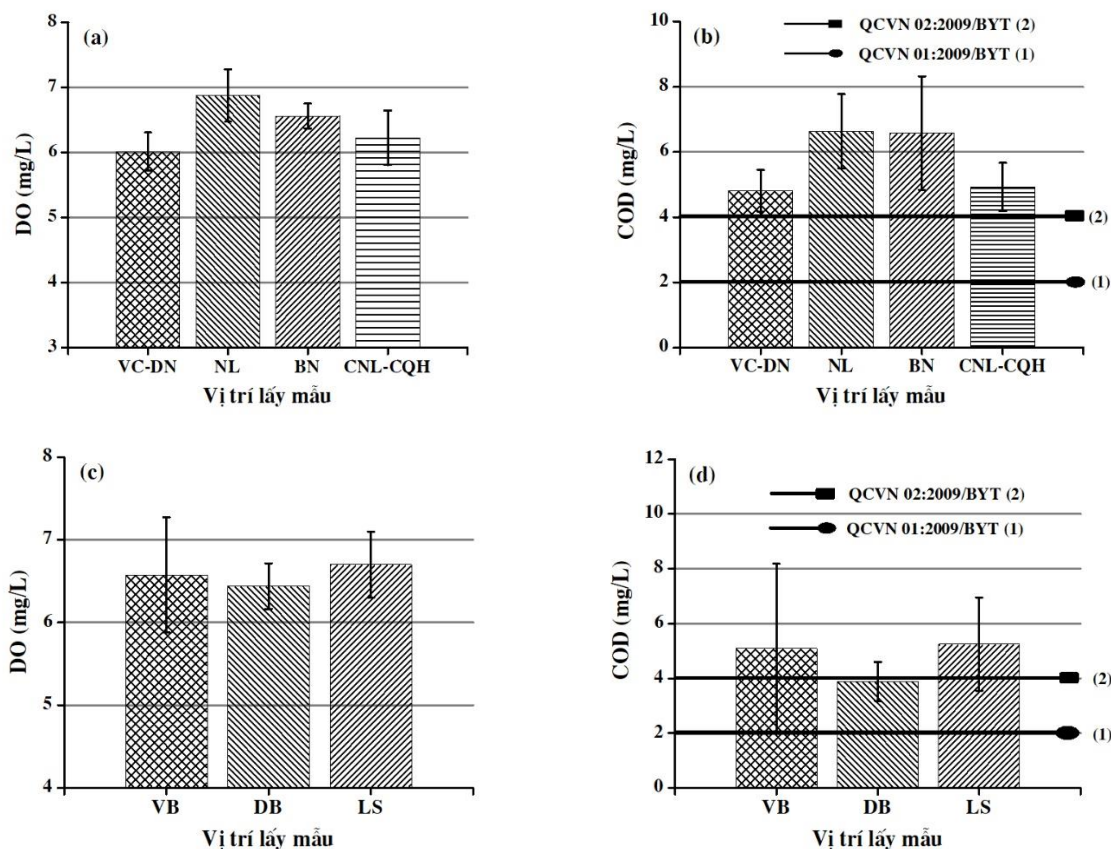 (a)
DO (mg/L)
8
7
6
5
4
3
VC-DN NL BN CNL-CQH
Vị trí lấy mẫu
(b)
QCVN 02:2009/BYT (2)
QCVN 01:2009/BYT (1)
COD (mg/L)
10
8
6
4
2
0
(2)
(1)
VC-DN NL BN CNL-CQH
Vị trí lấy mẫu
(c)
DO (mg/L)
8
7
6
5
4
VB DB LS
Vị trí lấy mẫu
(d)
QCVN 02:2009/BYT (2)
QCVN 01:2009/BYT (1)
COD (mg/L)
12
10
8
6
4
2
0
(2)
(1)
VB DB LS
Vị trí lấy mẫu